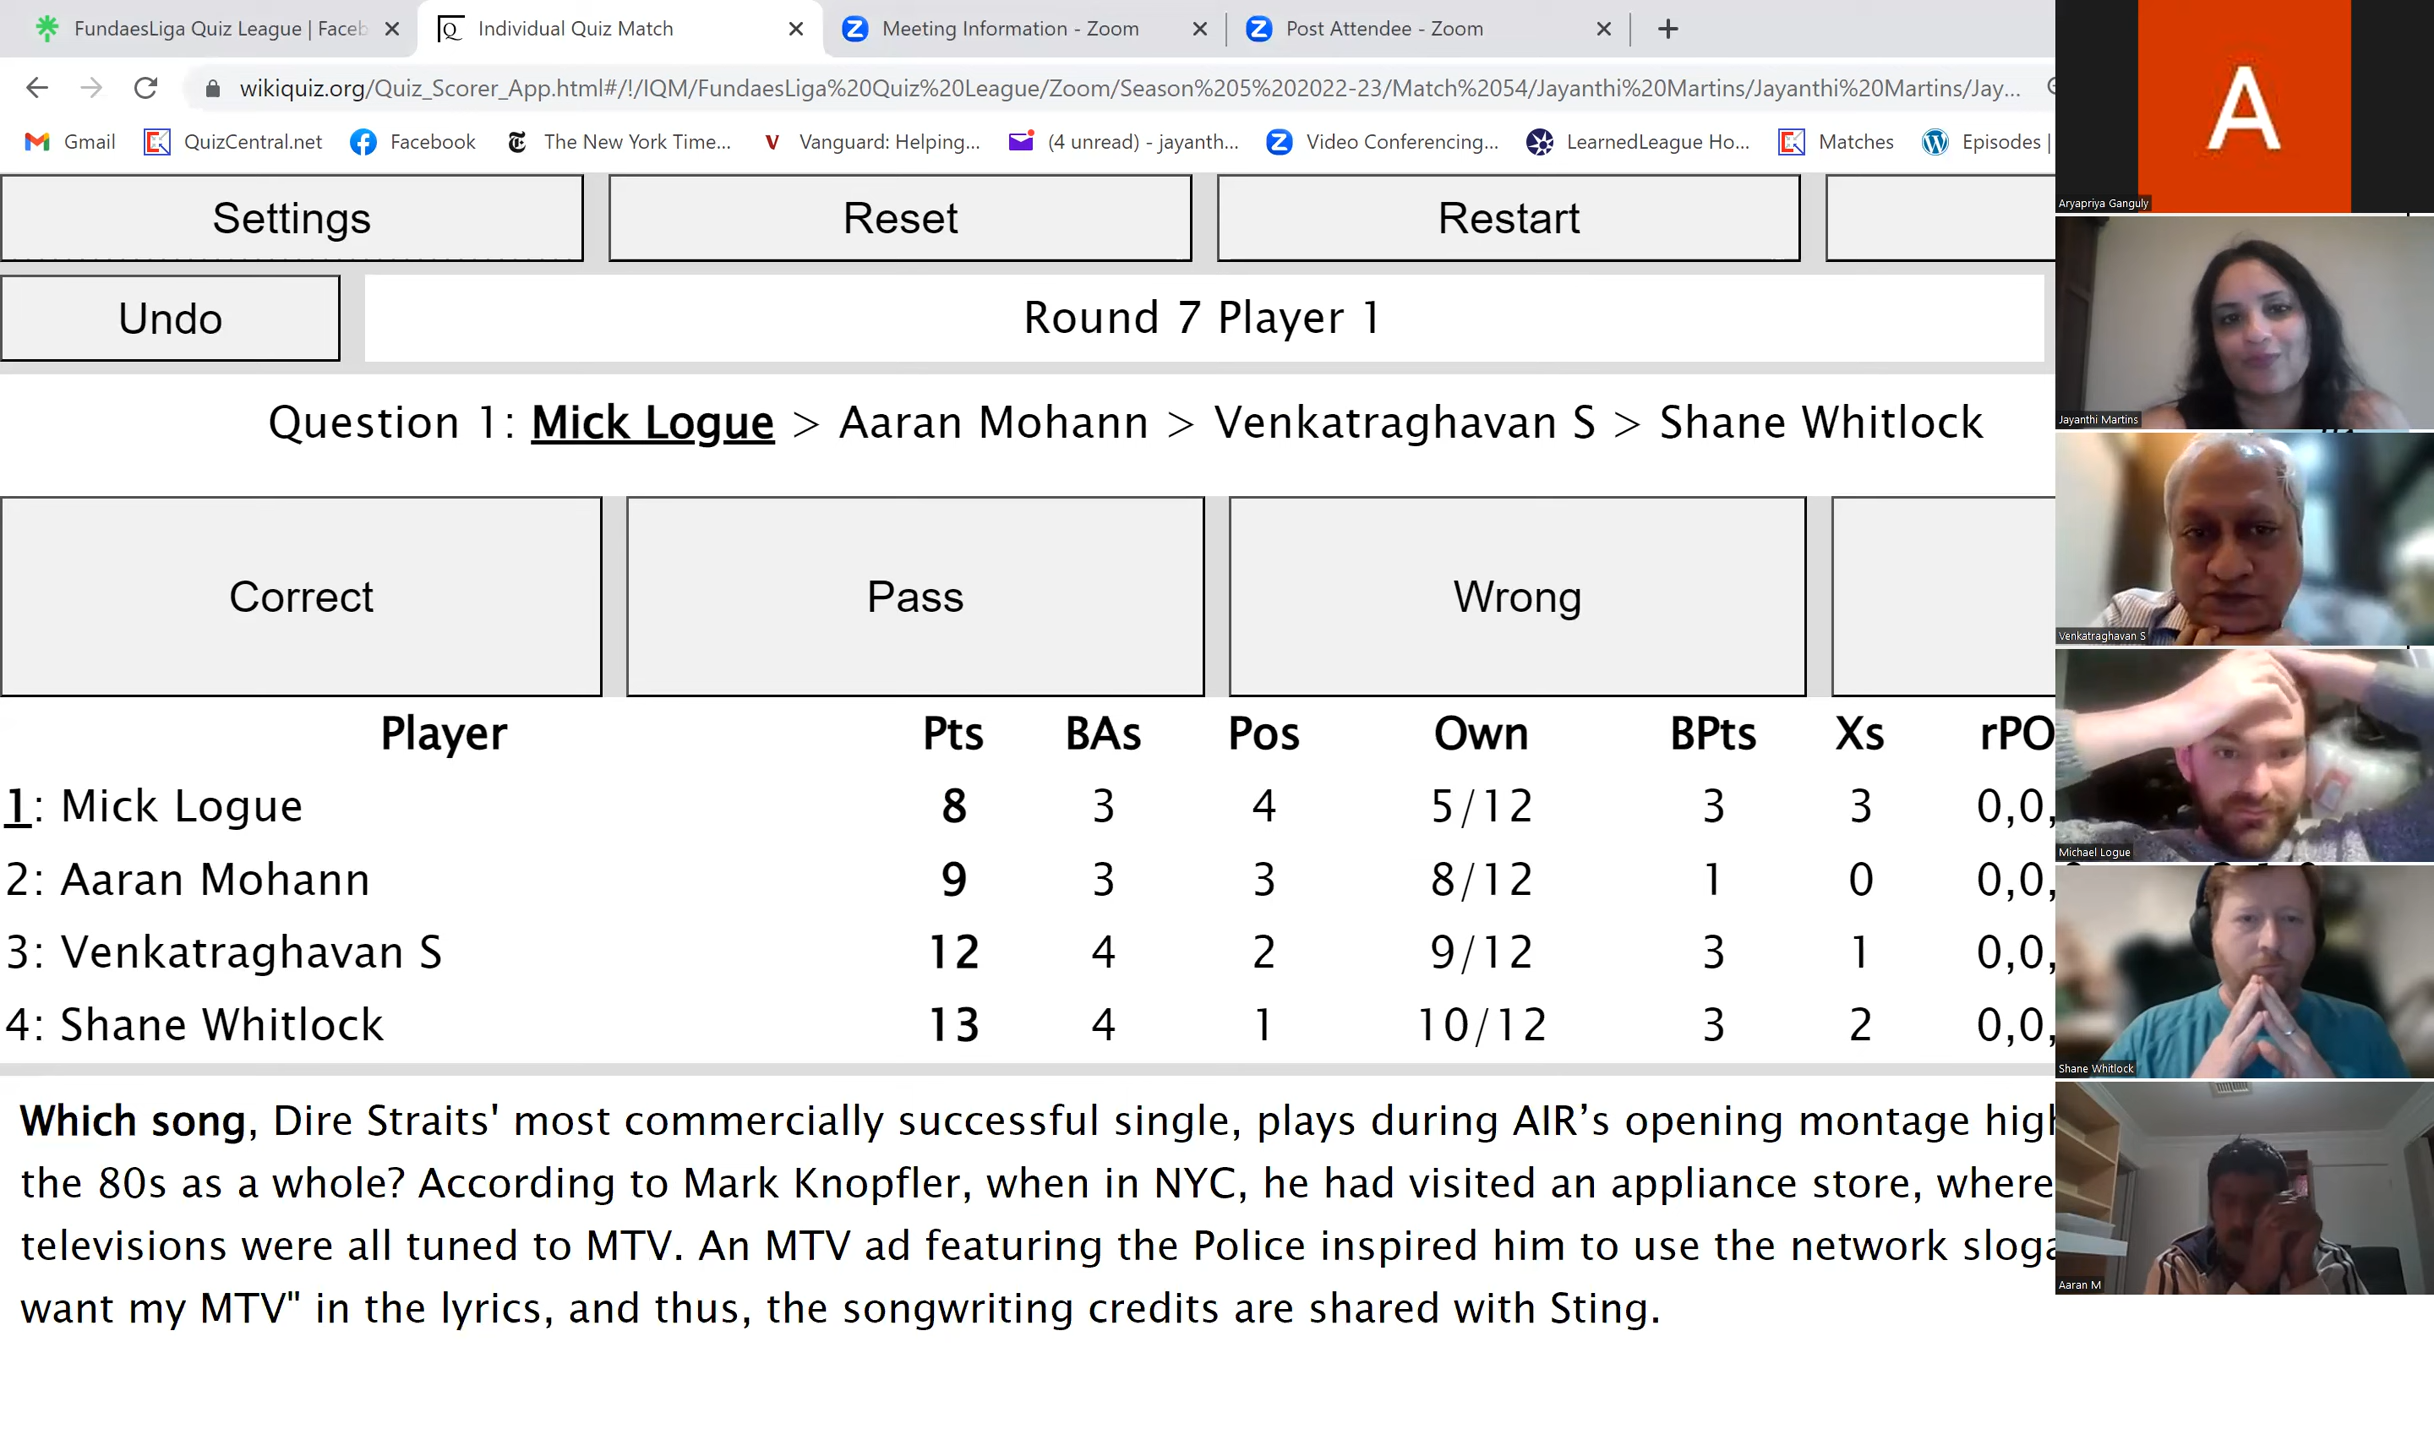 FundaesLiga Quiz League | Faceb
Individual Quiz Match
Meeting Information - Zoom
Post Attendee - Zoom
wikiquiz.org/Quiz_Scorer_App.html#/!/IQM/FundaesLiga%20Quiz%20League/Zoom/Season%205%202022-23/Match%2054/Jayanthi%20Martins/Jayanthi%20Martins/Jay...
Gmail
QuizCentral.net
Facebook
The New York Time...
Vanguard: Helping...
(4 unread) - jayanth...
Video Conferencing...
LearnedLeague Ho...
Matches
Episodes |
Settings
Reset
Restart
Undo
Round 7 Player 1
Question 1: Mick Logue > Aaran Mohann > Venkatraghavan S > Shane Whitlock
Correct
Pass
Wrong
Player Pts BAs Pos Own BPts Xs rPO
1: Mick Logue 8 3 4 5/12 3 3 0,0,
2: Aaran Mohann 9 3 3 8/12 1 0 0,0,
3: Venkatraghavan S 12 4 2 9/12 3 1 0,0,
4: Shane Whitlock 13 4 1 10/12 3 2 0,0,
Which song, Dire Straits' most commercially successful single, plays during AIR’s opening montage hig
the 80s as a whole? According to Mark Knopfler, when in NYC, he had visited an appliance store, where
televisions were all tuned to MTV. An MTV ad featuring the Police inspired him to use the network sloga
want my MTV" in the lyrics, and thus, the songwriting credits are shared with Sting.
A
Aryapriya Ganguly
Jayanthi Martins
Venkatraghavan S
Michael Logue
Shane Whitlock
Aaran M